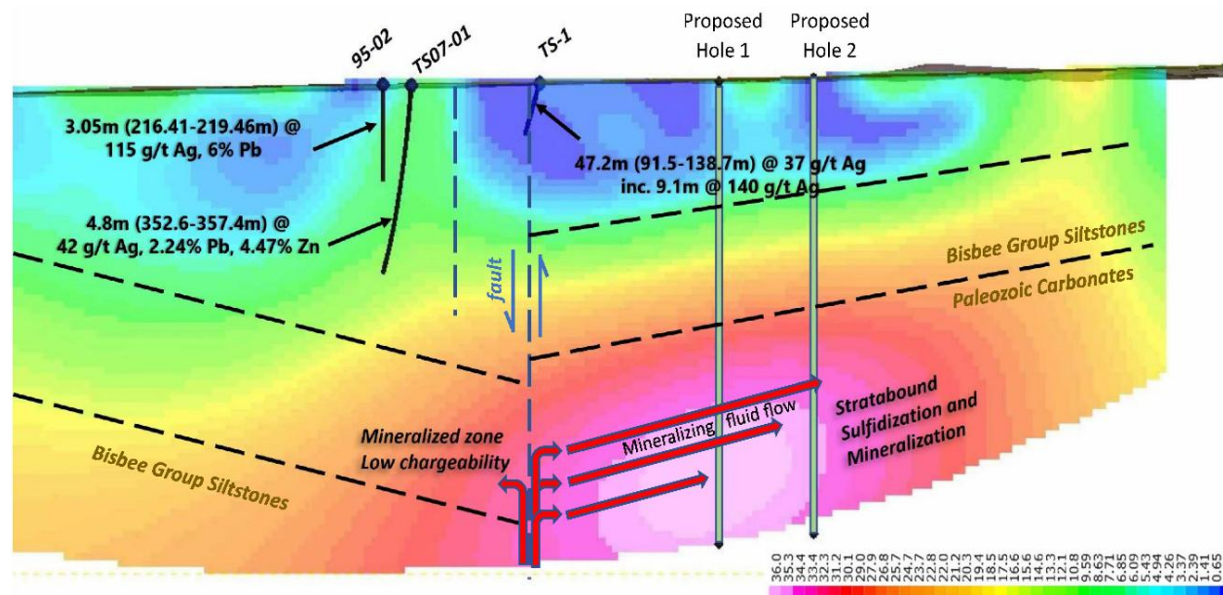 95-02
TS07-01
TS-1
Proposed
Hole 1
Proposed
Hole 2
3.05m (216.41-219.46m) @
115 g/t Ag, 6% Pb
47.2m (91.5-138.7m) @ 37 g/t Ag
inc. 9.1m @ 140 g/t Ag
4.8m (352.6-357.4m) @
42 g/t Ag, 2.24% Pb, 4.47% Zn
fault
Bisbee Group Siltstones
Paleozoic Carbonates
Mineralized zone
Low chargeability
Mineralizing fluid flow
Stratabound
Sulfidization and
Mineralization
Bisbee Group Siltstones
36.0
35.3
34.4
33.4
32.3
31.2
30.1
29.0
27.9
26.8
25.7
24.7
23.7
22.8
22.0
21.2
20.3
19.4
18.5
17.5
16.6
15.6
14.6
13.3
12.1
10.8
9.59
8.63
7.71
6.85
6.09
5.43
4.94
4.26
3.37
2.39
1.41
0.65